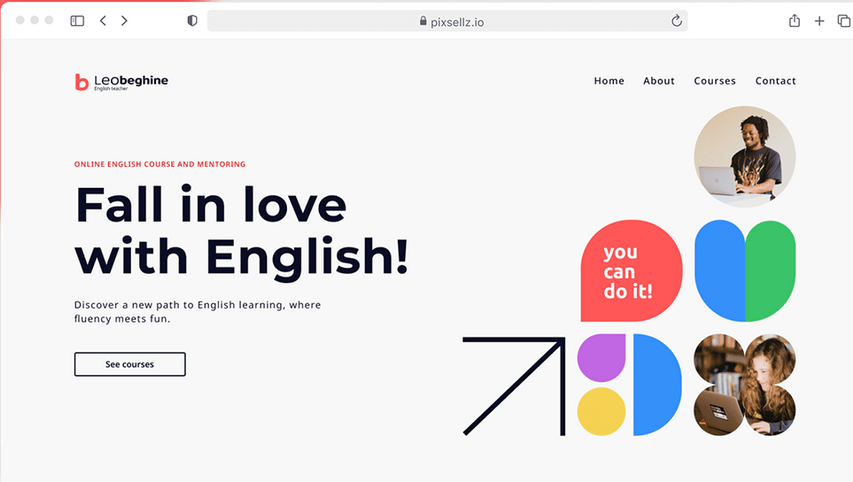 pixsellz.io
b Leobeghine
English teacher
Home About Courses Contact
ONLINE ENGLISH COURSE AND MENTORING
Fall in love
with English!
Discover a new path to English learning, where
fluency meets fun.
See courses
you
can
do it!